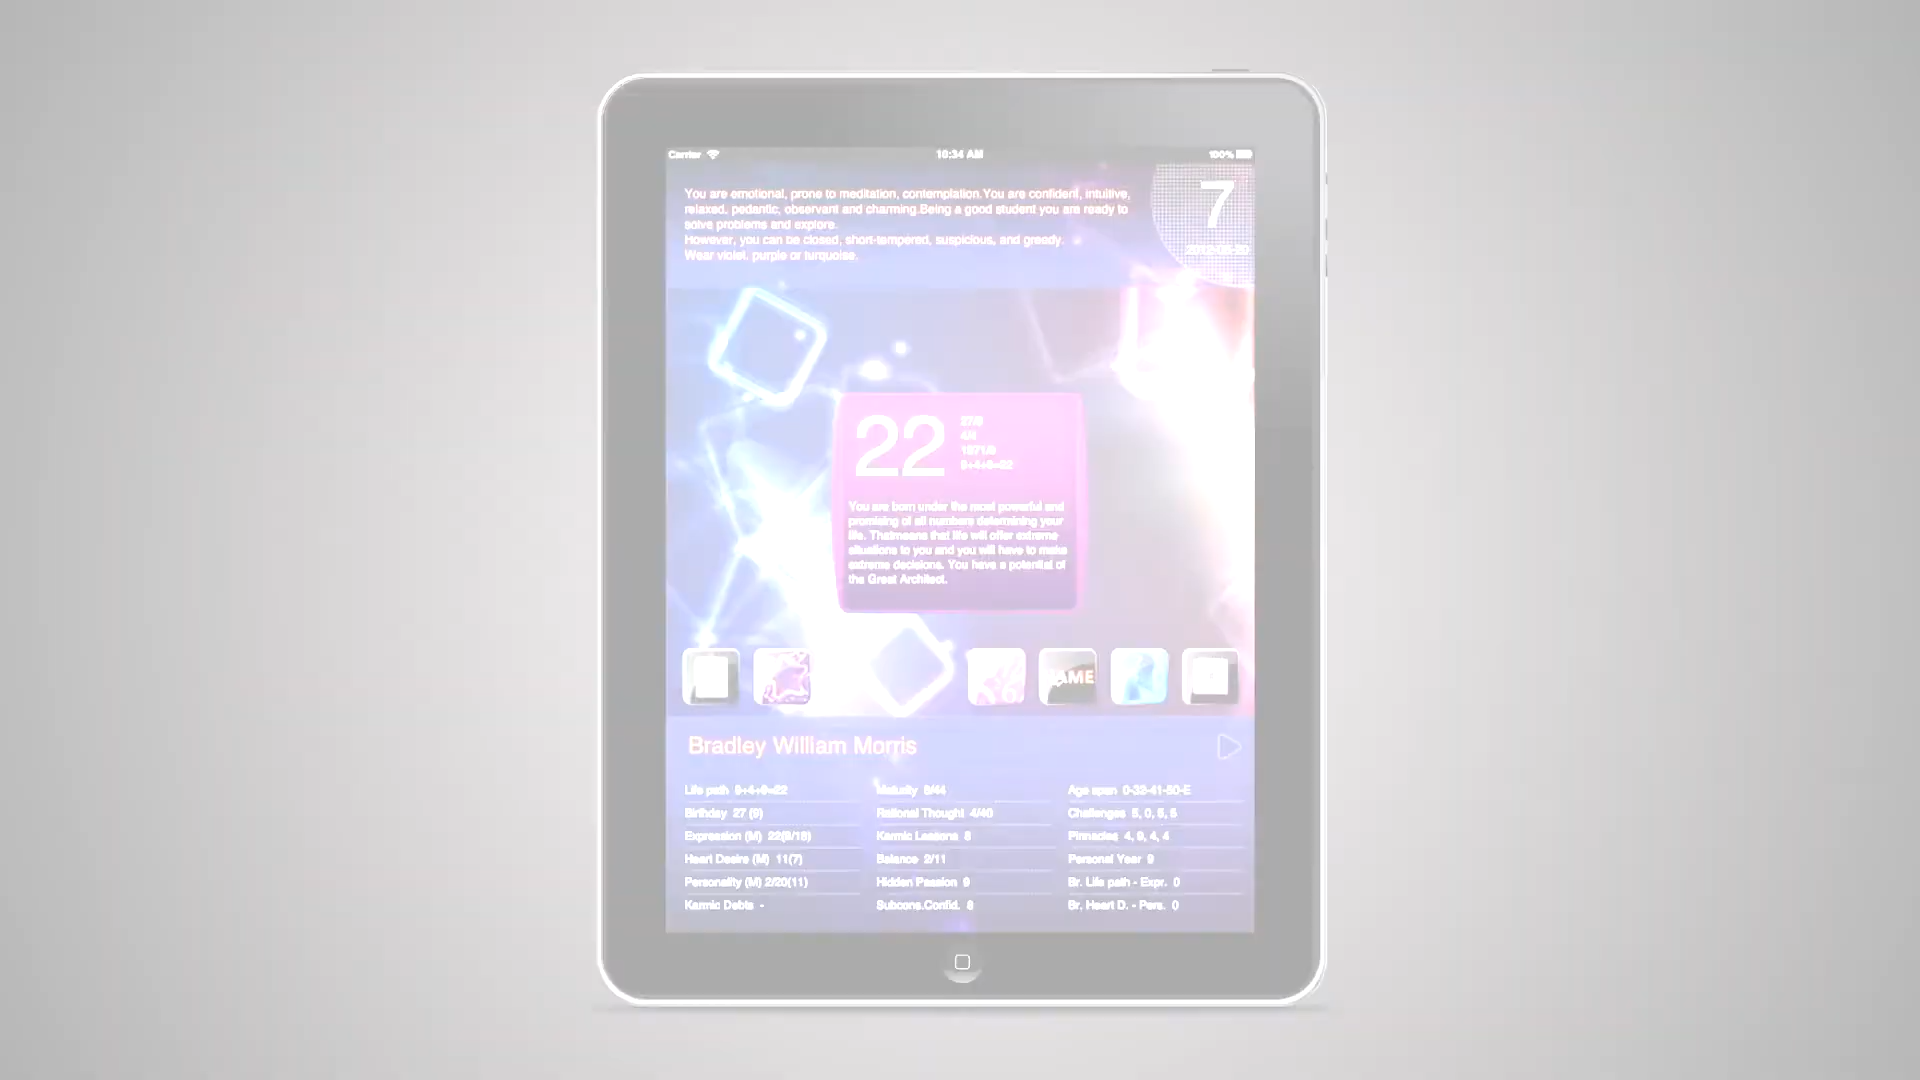 Carrier 10:34 AM 100%
You are emotional, prone to meditation, contemplation.You are confident, intuitive,
relaxed, pedantic, observant and charming.Being a good student you are ready to
solve problems and explore.
However, you can be closed, short-tempered, suspicious, and greedy.
Wear violet, purple or turquoise.
7
22
27/9
4/4
1971/9
9+4+9=22
You are born under the most powerful and
promising of all numbers determining your
life. Thatmeans that life will offer extreme
situations to you and you will have to make
extreme decisions. You have a potential of
the Great Architect.
AME
Bradley William Morris
Life path 9+4+9=22
Birthday 27 (9)
Expression (M) 22(8/18)
Heart Desire (M) 11(7)
Personality (M) 2/20(11)
Karmic Debts -
Maturity 8/44
Rational Thought 4/40
Karmic Lessons 8
Balance 2/11
Hidden Passion 9
Subcons.Confid. 8
Age span 0-32-41-50-E
Challenges 5, 0, 5, 5
Pinnacles 4, 9, 4, 4
Personal Year 9
Br. Life path - Expr. 0
Br. Heart D. - Pers. 0